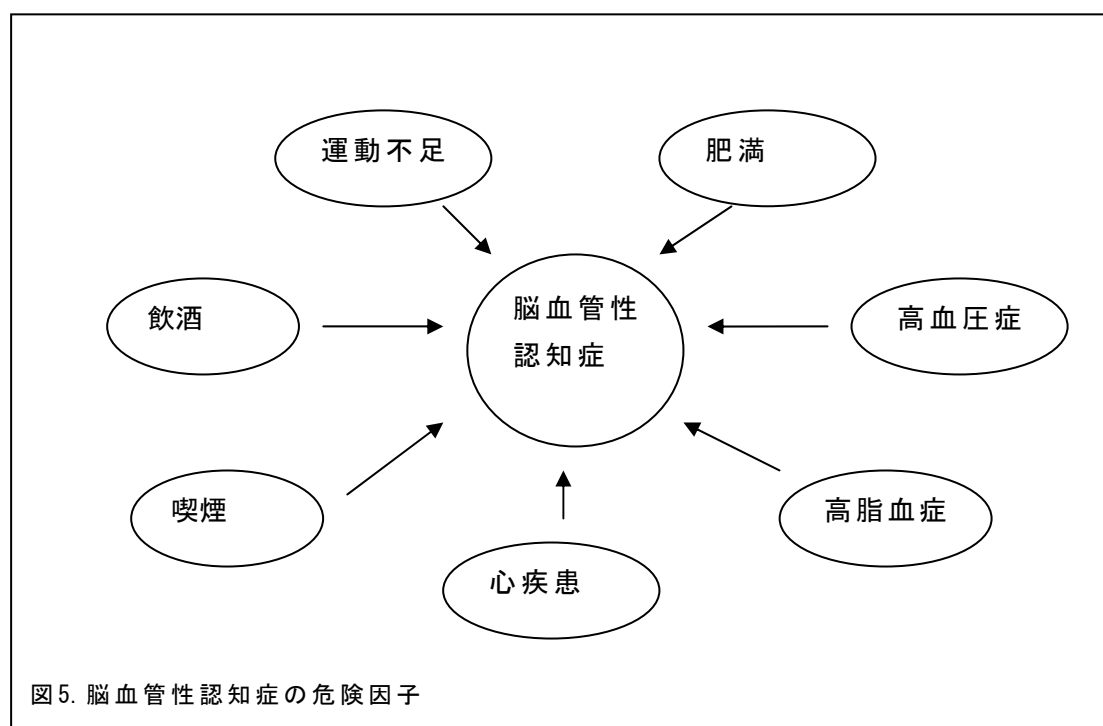 運動不足
肥満
飲酒
脳血管性
認知症
高血圧症
喫煙
高脂血症
心疾患
図5. 脳血管性認知症の危険因子